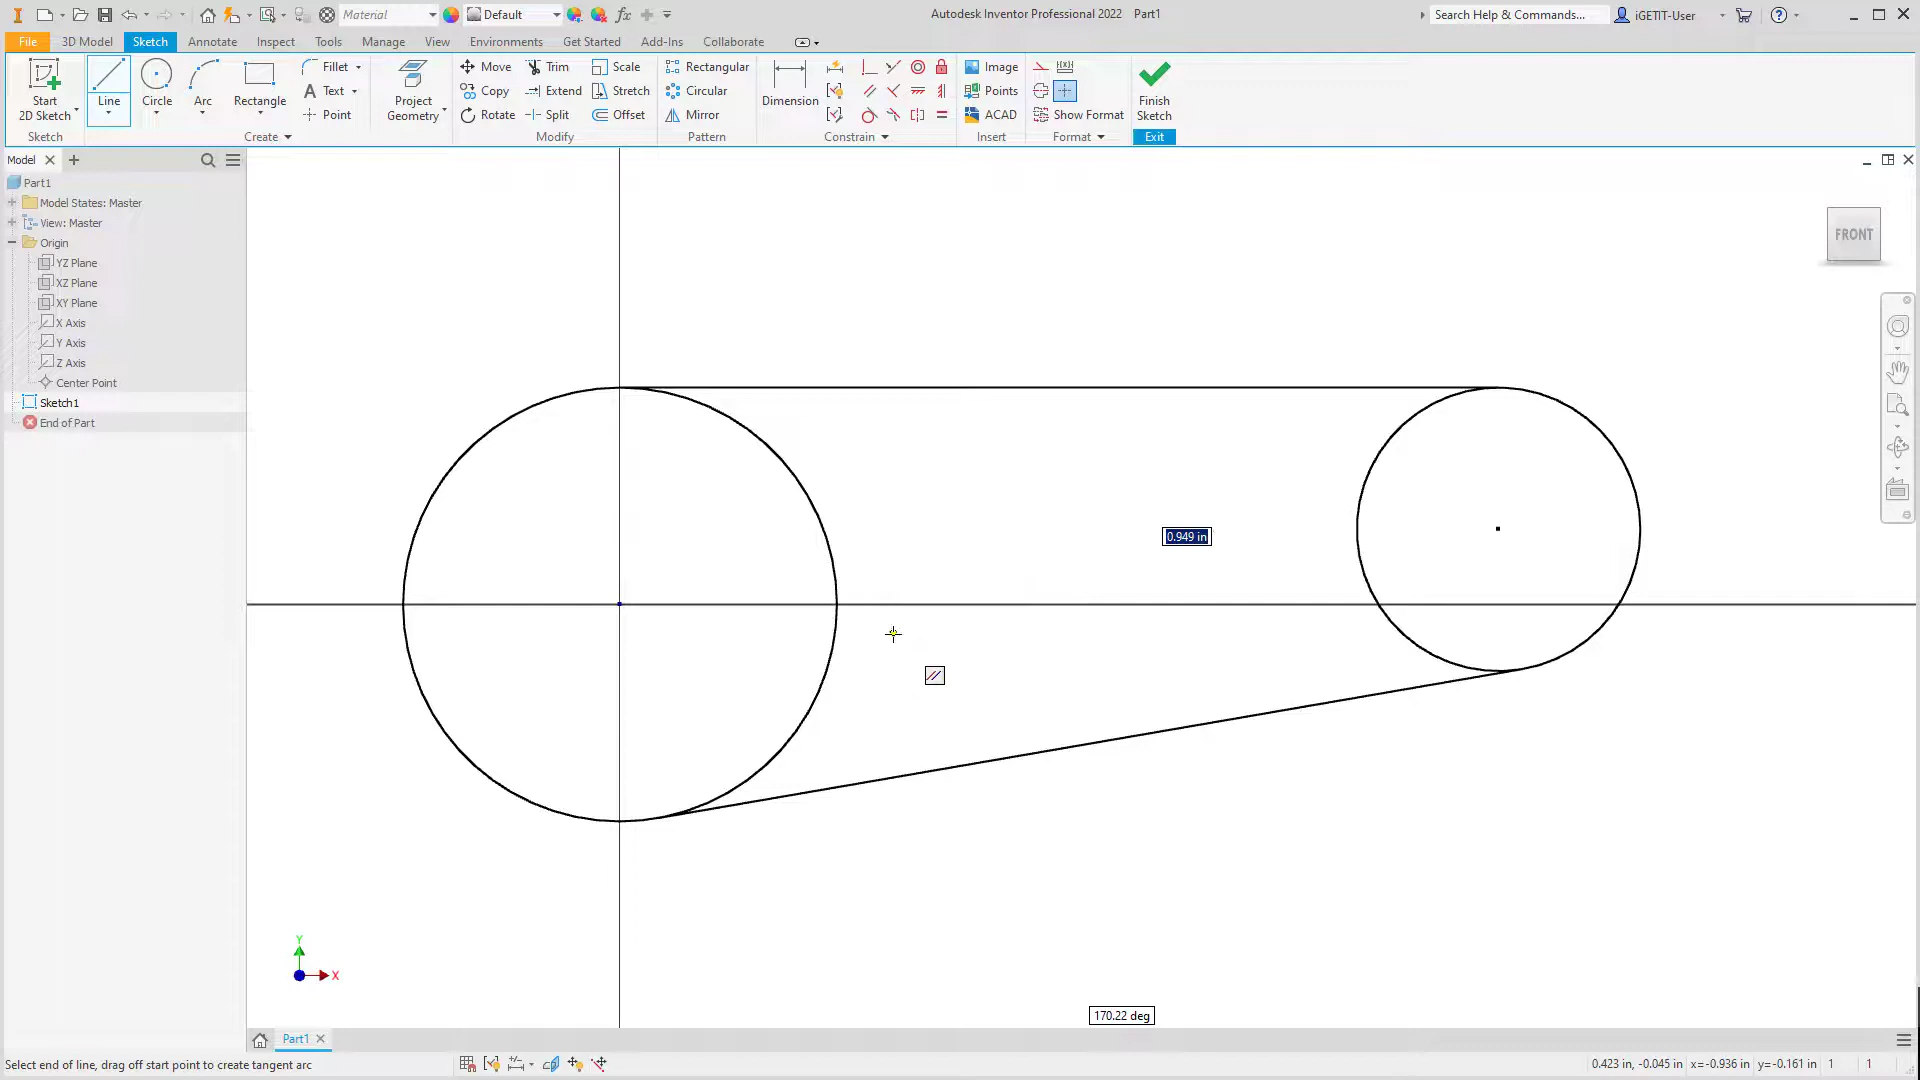 Material
Default
fx
Autodesk Inventor Professional 2022 Part1
Search Help & Commands...
iGETIT-User
File 3D Model Sketch Annotate Inspect Tools Manage View Environments Get Started Add-Ins Collaborate
Start
2D Sketch
Line
Circle
Arc
Rectangle
Fillet
Text
Point
Project
Geometry
Move
Copy
Rotate
Trim
Extend
Split
Scale
Stretch
Offset
Rectangular
Circular
Mirror
Dimension
Image
Points
ACAD
Show Format
Finish
Sketch
Sketch
Create
Modify
Pattern
Constrain
Insert
Format
Exit
Model
Part1
Model States: Master
View: Master
Origin
YZ Plane
XZ Plane
XY Plane
X Axis
Y Axis
Z Axis
Center Point
Sketch1
End of Part
FRONT
0.949 in
170.22 deg
Y
X
Part1
Select end of line, drag off start point to create tangent arc
0.423 in, -0.045 in x=-0.936 in y=-0.161 in 1 1